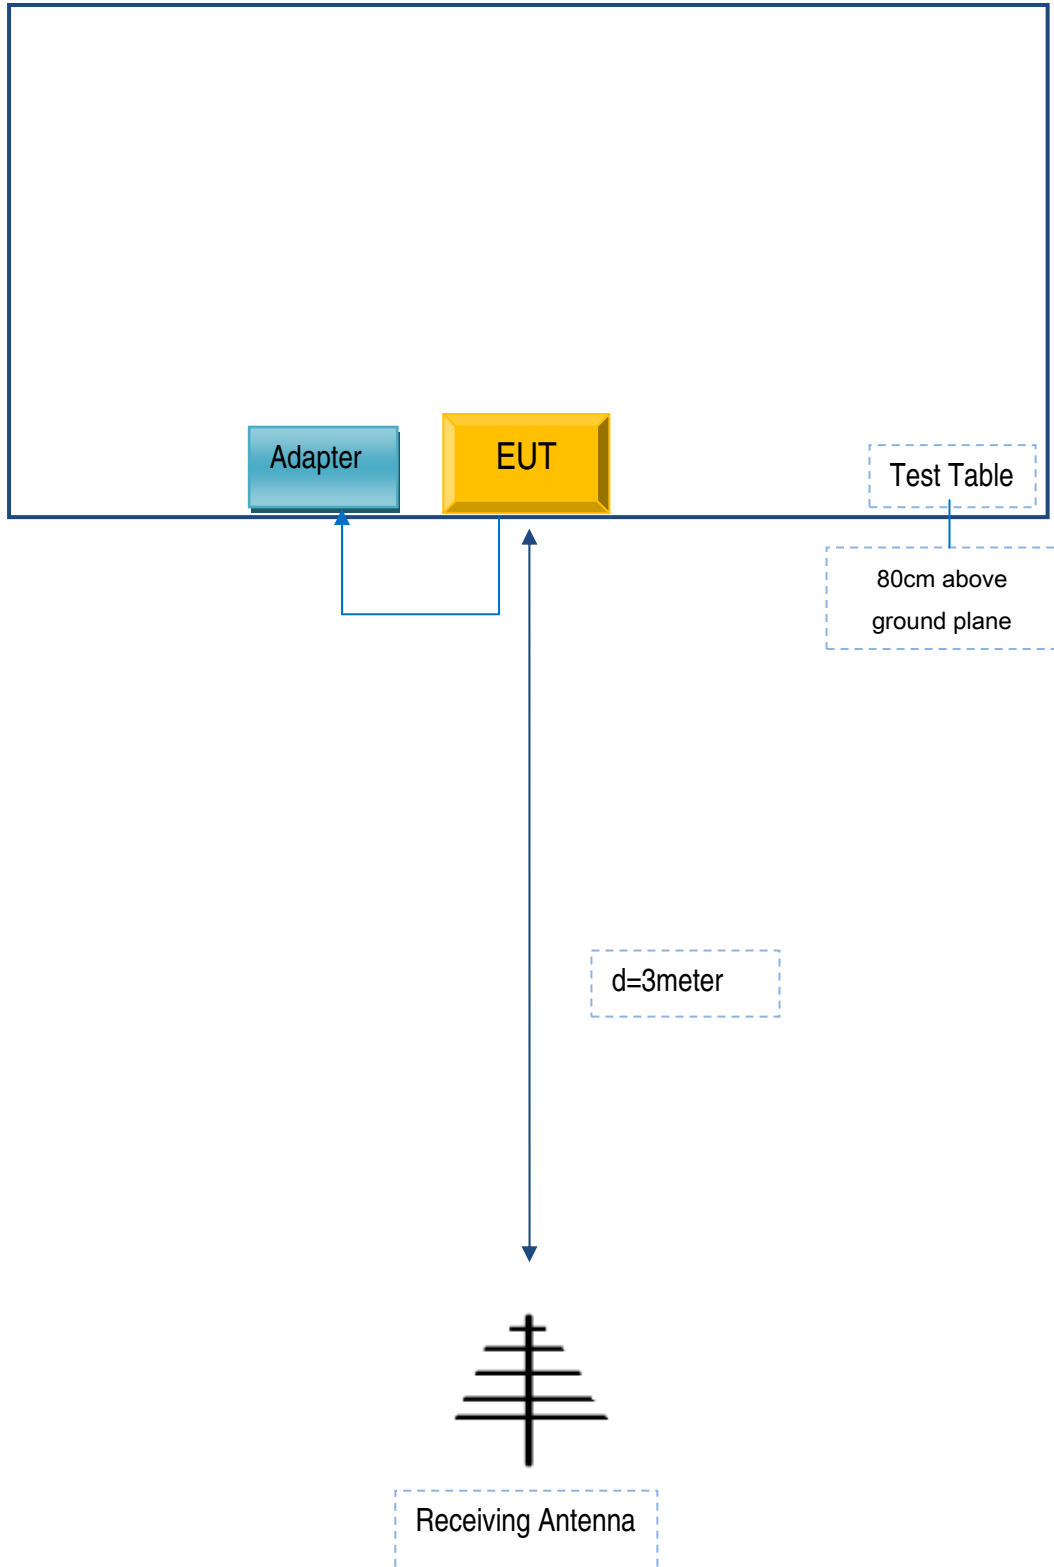 Adapter
EUT
Test Table
80cm above
ground plane
d=3meter
Receiving Antenna